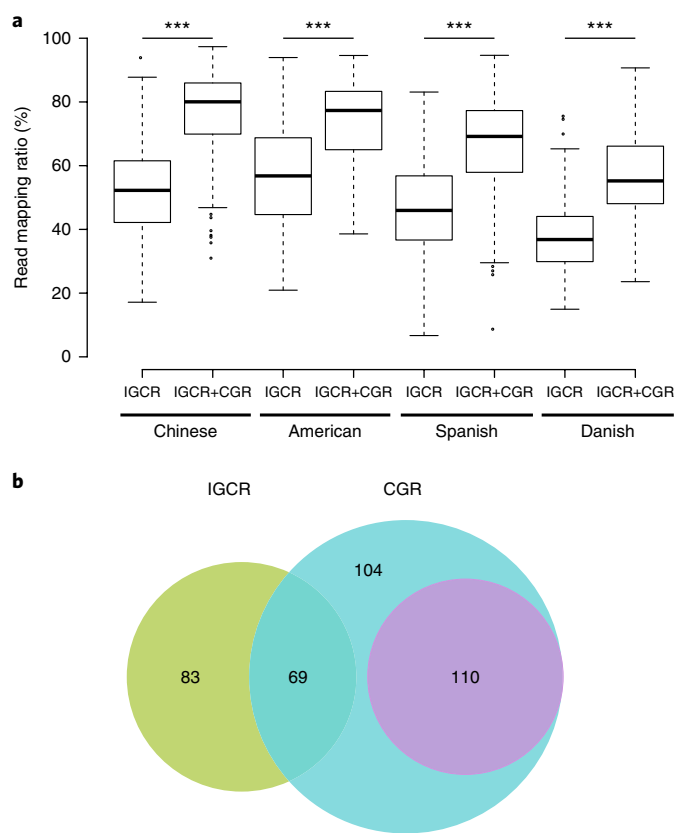 a
*** *** *** ***
Read mapping ratio (%)
100
80
60
40
20
0
IGCR IGCR+CGR IGCR IGCR+CGR IGCR IGCR+CGR IGCR IGCR+CGR
Chinese American Spanish Danish
b
IGCR CGR
104
83 69 110